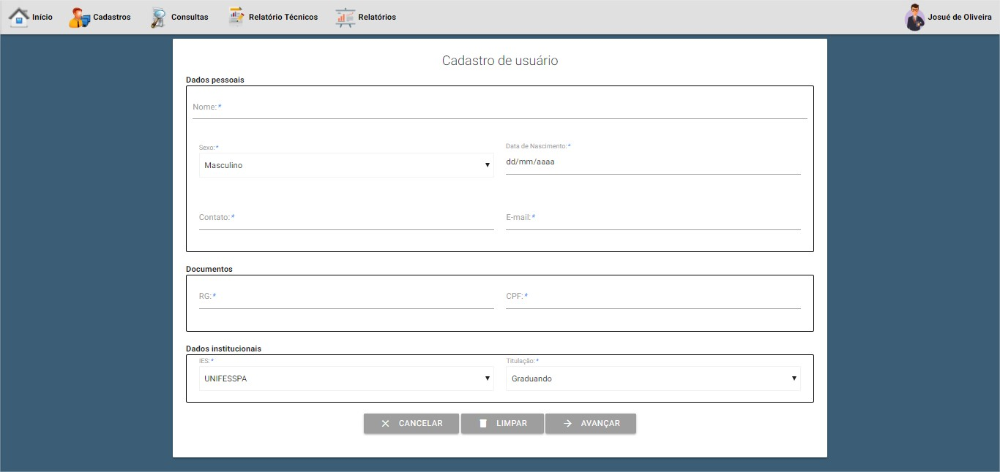 Início Cadastros Consultas Relatório Técnicos Relatórios Josué de Oliveira
Cadastro de usuário
Dados pessoais
Nome:*
Sexo:* Data de Nascimento:*
Masculino dd/mm/aaaa
Contato:* E-mail:*
Documentos
RG:* CPF:*
Dados institucionais
IES:* Titulação:*
UNIFESSPA Graduando
CANCELAR LIMPAR AVANÇAR